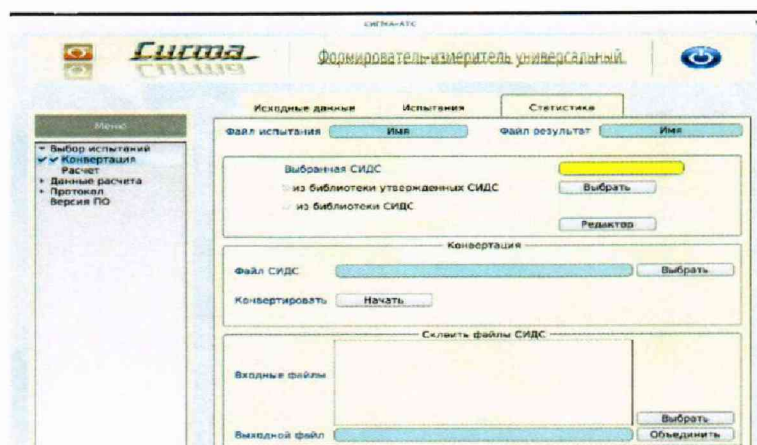 СИГМА-АТС
Сигма
Формирователь-измеритель универсальный
Исходные данные Испытания Статистика
Меню
Файл испытания Имя Файл результат Имя
Выбор испытаний
Конвертация
Расчет
Данные расчета
Протокол
Версия ПО
Выбранная СИДС
из библиотеки утвержденных СИДС Выбрать
из библиотеки СИДС
Редактор
Конвертация
Файл СИДС Выбрать
Конвертировать Начать
Склеить файлы СИДС
Входные файлы
Выбрать
Выходной файл Объединить